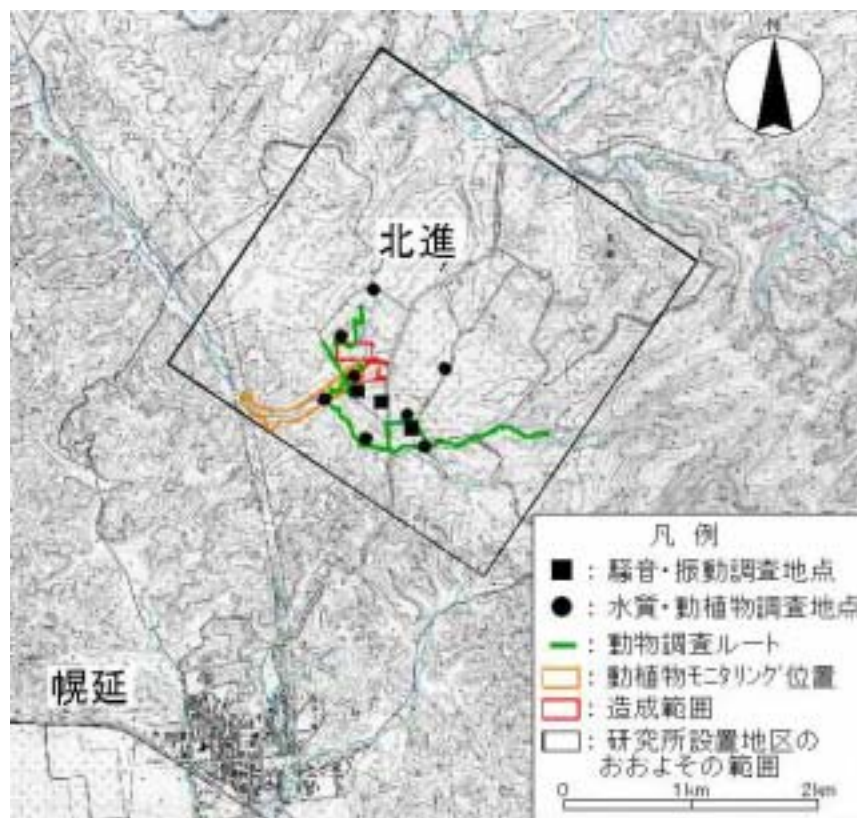 N
北進
幌延
凡 例
■ : 騒音・振動調査地点
● : 水質・動植物調査地点
: 動物調査ルート
: 動植物モニタリング位置
: 造成範囲
: 研究所設置地区の
おおよその範囲
0 1km 2km